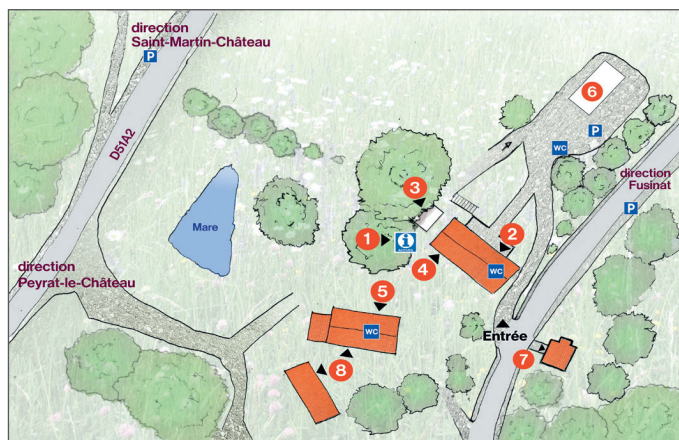 direction
Saint-Martin-Château
P
D51A2
6
P
WC
direction
Fusinat
P
3
Mare
1
i
2
4
WC
direction
Peyrat-le-Château
5
WC
Entrée
7
8